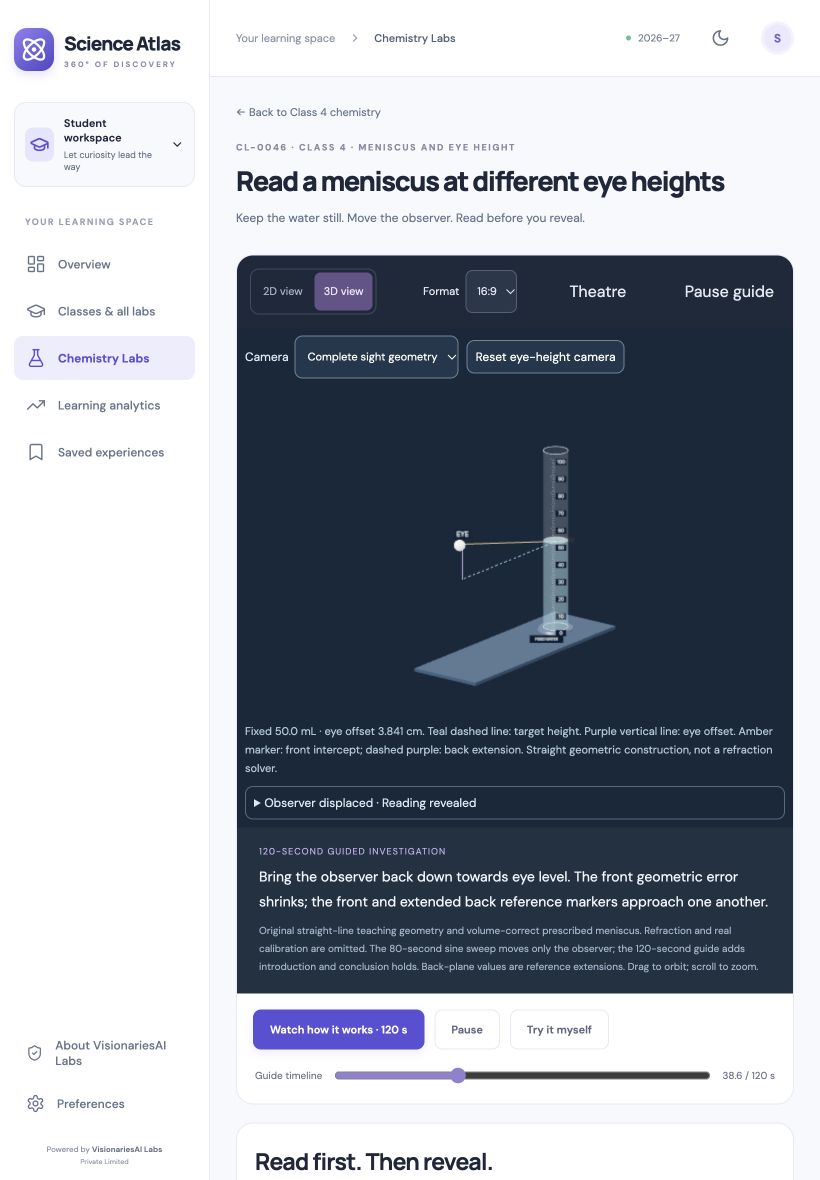 Science Atlas
360° OF DISCOVERY
Student
workspace
Let curiosity lead the
way
YOUR LEARNING SPACE
Overview
Classes & all labs
Chemistry Labs
Learning analytics
Saved experiences
About VisionariesAI
Labs
Preferences
Powered by VisionariesAI Labs
Private Limited
Your learning space > Chemistry Labs
2026–27
S
← Back to Class 4 chemistry
CL-0046 · CLASS 4 · MENISCUS AND EYE HEIGHT
Read a meniscus at different eye heights
Keep the water still. Move the observer. Read before you reveal.
2D view 3D view Format 16:9 Theatre Pause guide
Camera Complete sight geometry Reset eye-height camera
EYE
100
90
80
70
60
50
40
30
20
10
0
Fixed 50.0 mL · eye offset 3.841 cm. Teal dashed line: target height. Purple vertical line: eye offset. Amber
marker: front intercept; dashed purple: back extension. Straight geometric construction, not a refraction
solver.
▶ Observer displaced · Reading revealed
120-SECOND GUIDED INVESTIGATION
Bring the observer back down towards eye level. The front geometric error
shrinks; the front and extended back reference markers approach one another.
Original straight-line teaching geometry and volume-correct prescribed meniscus. Refraction and real
calibration are omitted. The 80-second sine sweep moves only the observer; the 120-second guide adds
introduction and conclusion holds. Back-plane values are reference extensions. Drag to orbit; scroll to zoom.
Watch how it works · 120 s Pause Try it myself
Guide timeline 38.6 / 120 s
Read first. Then reveal.